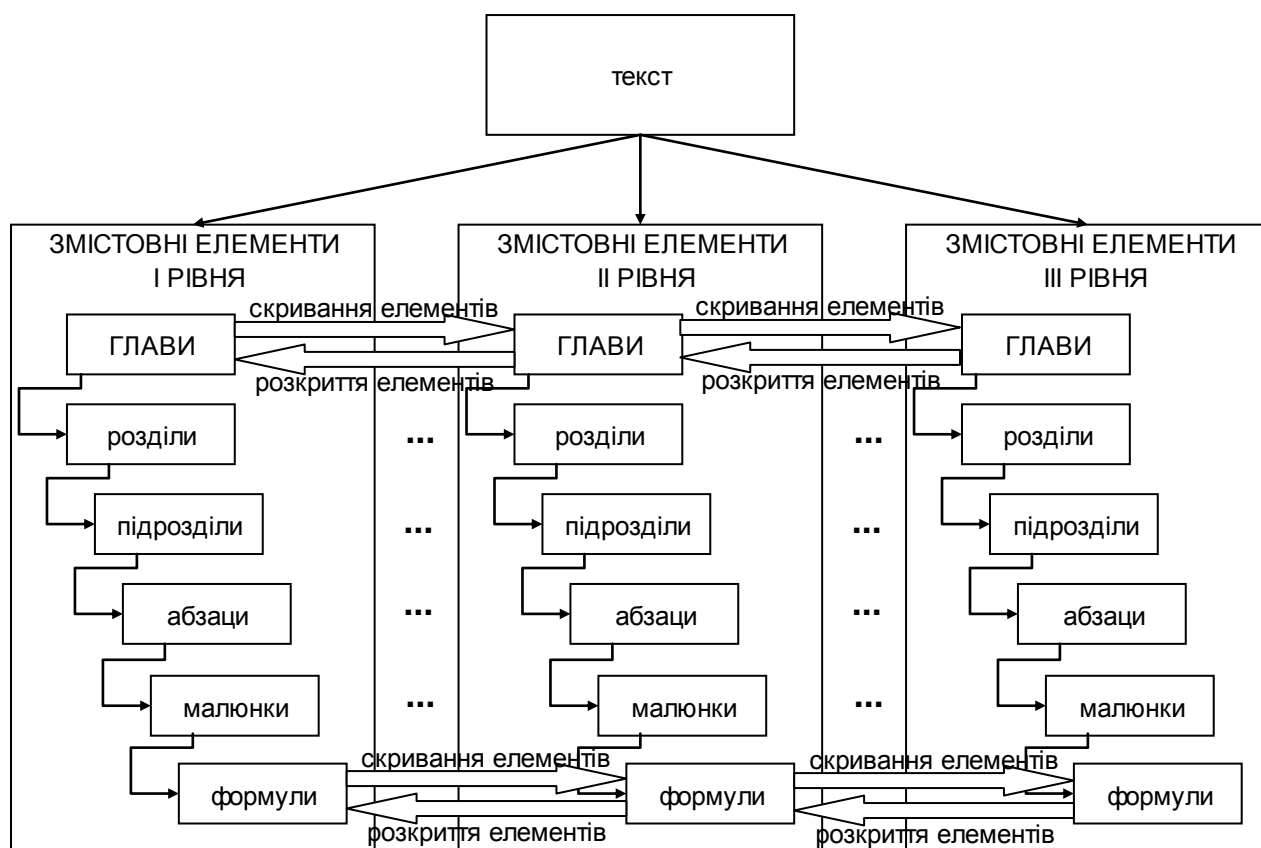 текст
ЗМІСТОВНІ ЕЛЕМЕНТИ
І РІВНЯ
ЗМІСТОВНІ ЕЛЕМЕНТИ
ІІ РІВНЯ
ЗМІСТОВНІ ЕЛЕМЕНТИ
ІІІ РІВНЯ
скривання елементів
скривання елементів
ГЛАВИ
ГЛАВИ
ГЛАВИ
розкриття елементів
розкриття елементів
розділи
...
розділи
...
розділи
підрозділи
...
підрозділи
...
підрозділи
абзаци
...
абзаци
...
абзаци
малюнки
...
малюнки
...
малюнки
скривання елементів
скривання елементів
формули
формули
формули
розкриття елементів
розкриття елементів